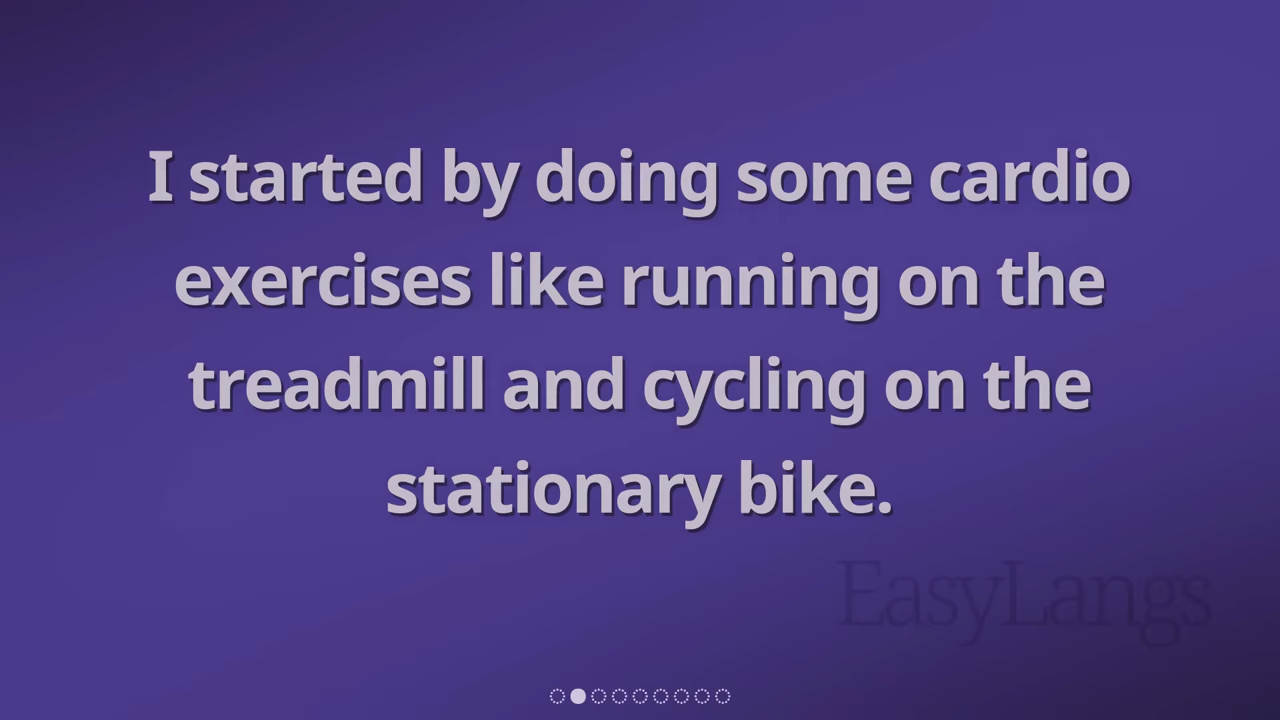 I started by doing some cardio
exercises like running on the
treadmill and cycling on the
stationary bike.
EasyLangs